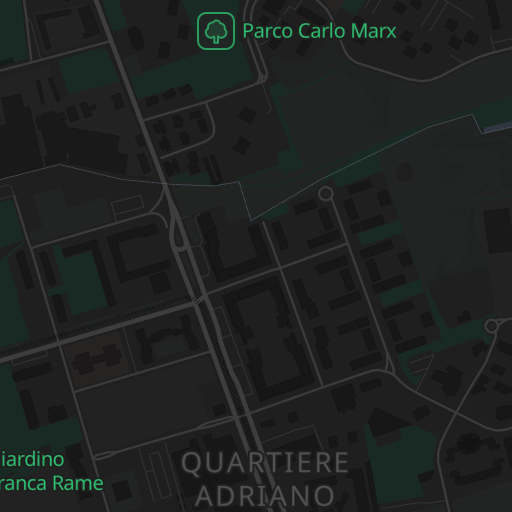 Parco Carlo Marx
QUARTIERE
ADRIANO
iardino
ranca Rame